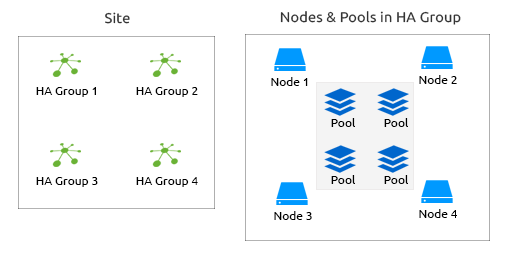 Site
HA Group 1
HA Group 2
HA Group 3
HA Group 4
Nodes & Pools in HA Group
Node 1
Node 2
Pool
Pool
Pool
Pool
Node 3
Node 4